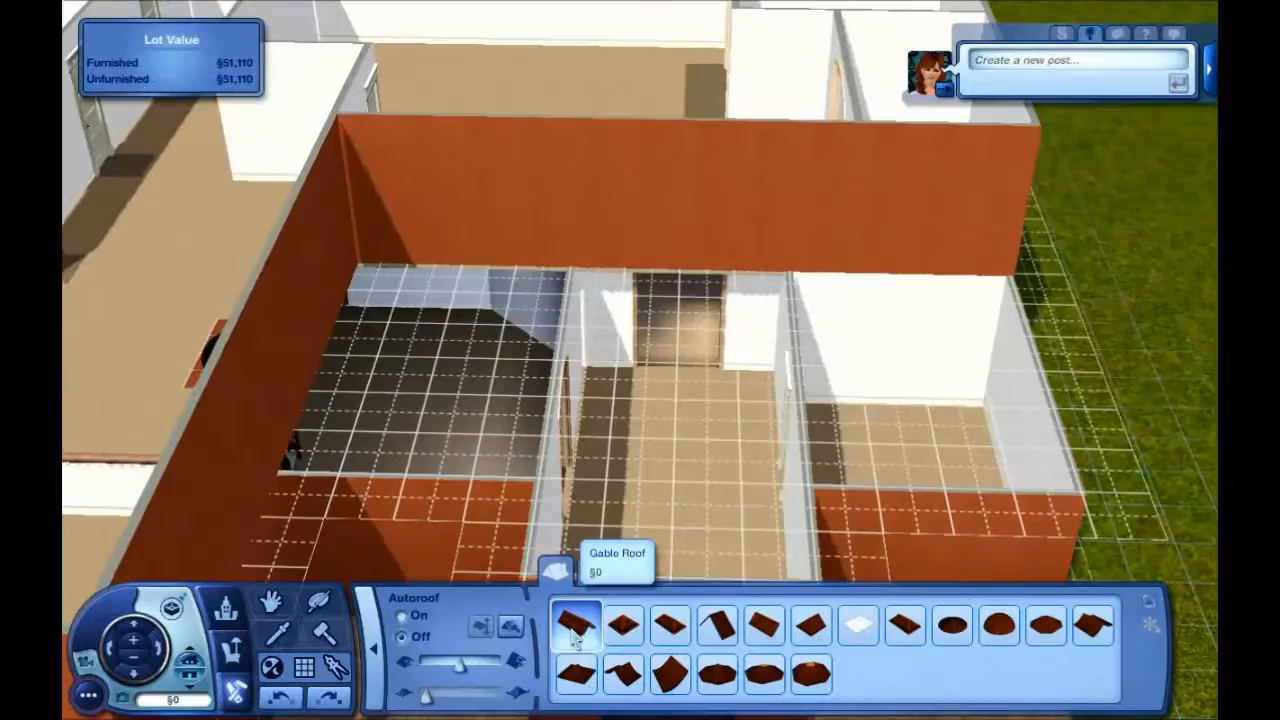 Lot Value
Furnished §51,110
Unfurnished §51,110
Create a new post...
Gable Roof
§0
Autoroof
On
Off
§0